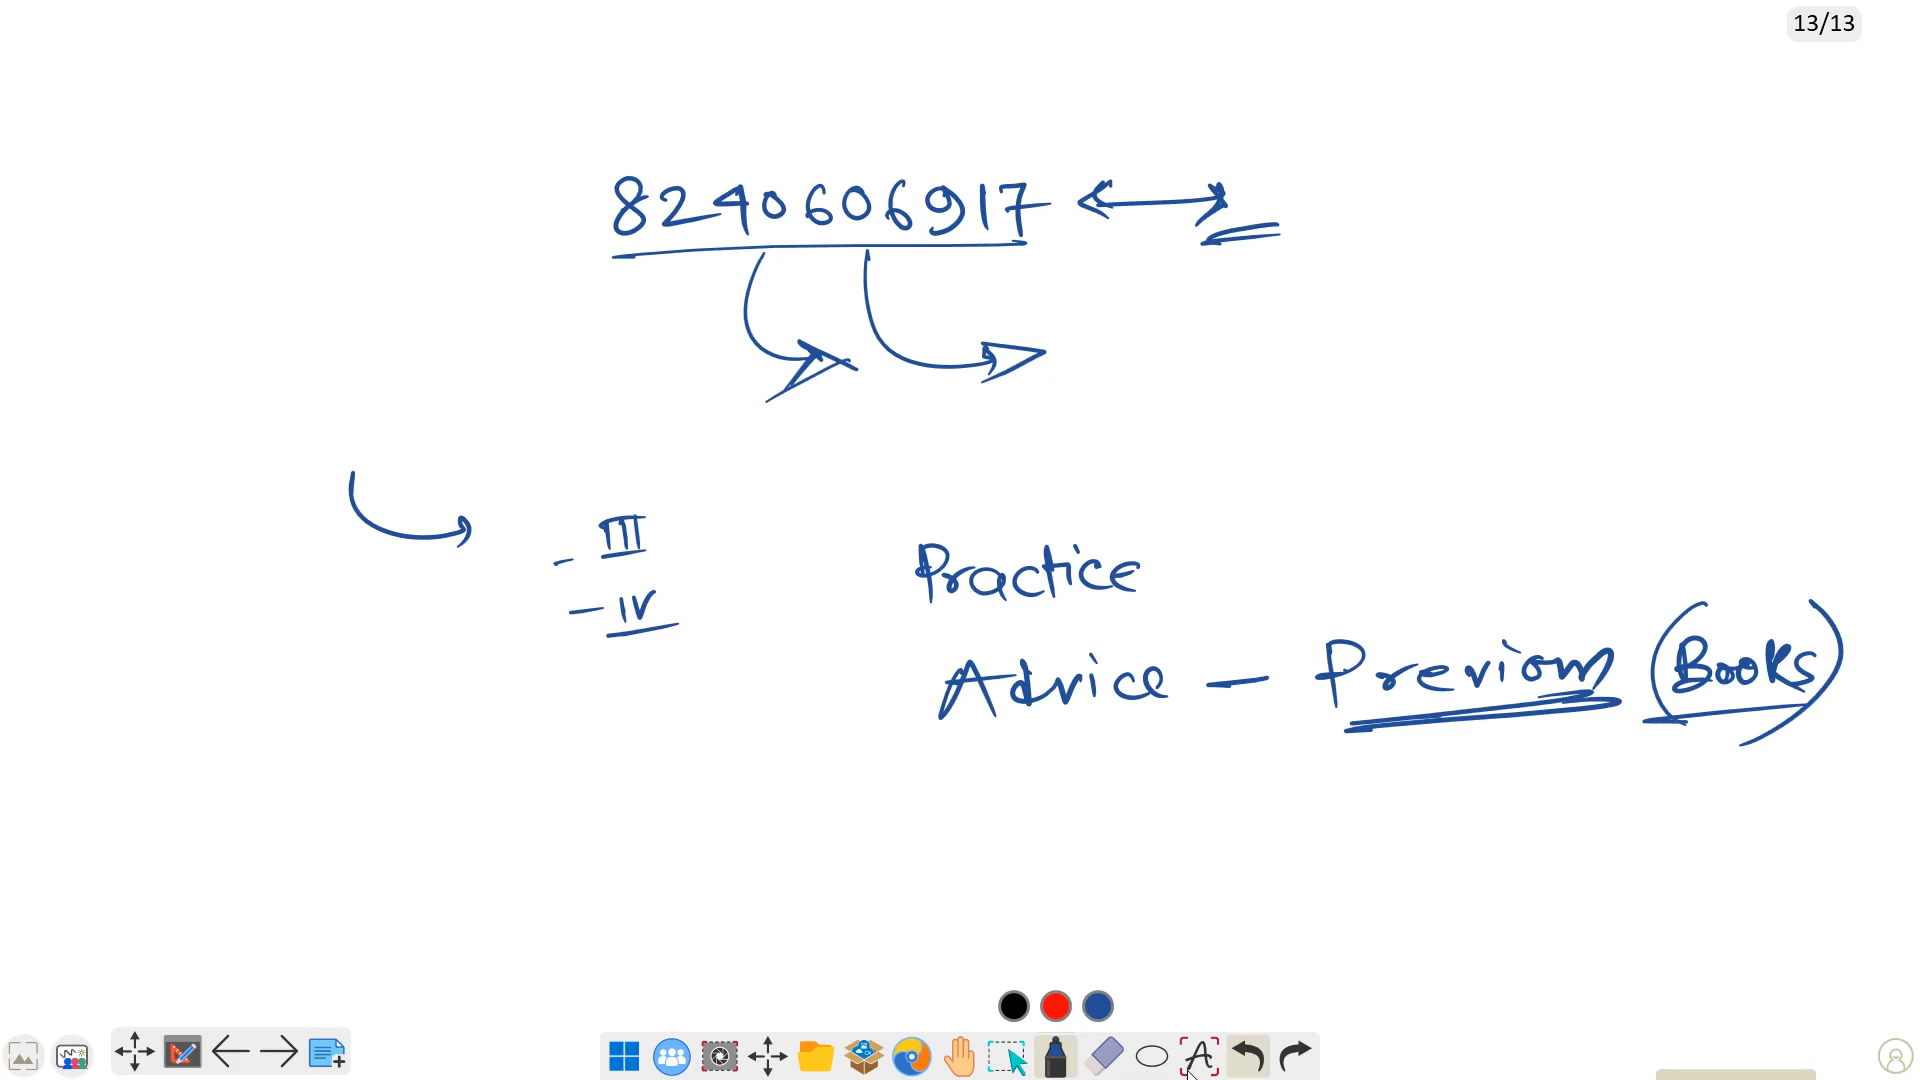 13/13
8240606917
- III
- IV
Practice
Advice - Previous (Books)